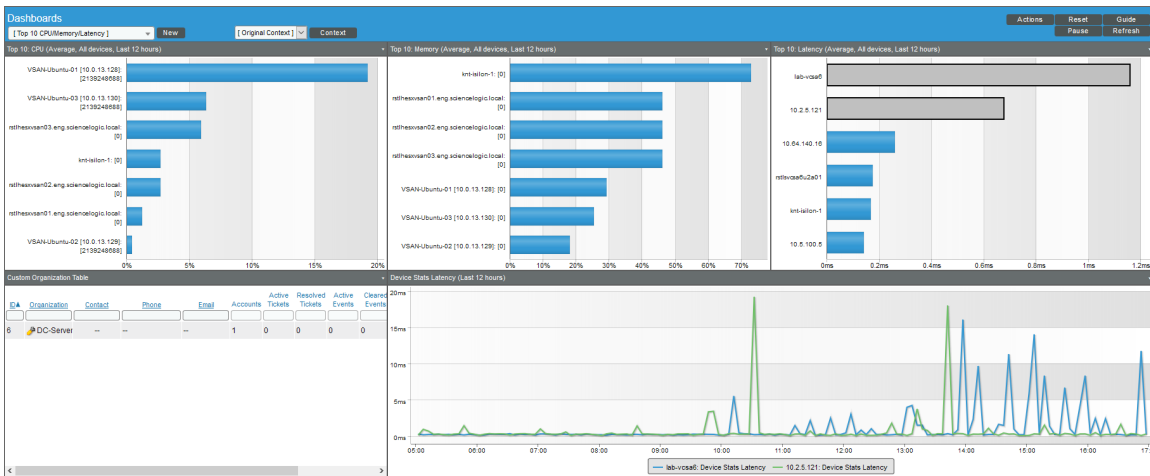 Dashboards
[ Top 10 CPU/Memory/Latency ]
New
[ Original Context ]
Context
Actions
Reset
Guide
Pause
Refresh
Top 10: CPU (Average, All devices, Last 12 hours)
VSAN-Ubuntu-01 [10.0.13.128]:
[2139248688]
VSAN-Ubuntu-03 [10.0.13.130]:
[2139248688]
rstlhesxvsan03.eng.sciencelogic.local:
[0]
knt-isilon-1: [0]
rstlhesxvsan02.eng.sciencelogic.local:
[0]
rstlhesxvsan01.eng.sciencelogic.local:
[0]
VSAN-Ubuntu-02 [10.0.13.129]:
[2139248688]
0% 5% 10% 15% 20%
Top 10: Memory (Average, All devices, Last 12 hours)
knt-isilon-1: [0]
rstlhesxvsan01.eng.sciencelogic.local:
[0]
rstlhesxvsan02.eng.sciencelogic.local:
[0]
rstlhesxvsan03.eng.sciencelogic.local:
[0]
VSAN-Ubuntu-01 [10.0.13.128]: [0]
VSAN-Ubuntu-03 [10.0.13.130]: [0]
VSAN-Ubuntu-02 [10.0.13.129]: [0]
0% 10% 20% 30% 40% 50% 60% 70%
Top 10: Latency (Average, All devices, Last 12 hours)
lab-vcsa6
10.2.5.121
10.64.140.16
rstlsvcsa6u2a01
knt-isilon-1
10.5.100.5
0ms 0.2ms 0.4ms 0.6ms 0.8ms 1ms 1.2ms
Custom Organization Table
ID Organization Contact Phone Email Accounts Active Tickets Resolved Tickets Active Events Cleared Events
6 DC-Server -- -- -- 1 0 0 0 0
Device Stats Latency (Last 12 hours)
20ms
15ms
10ms
5ms
0ms
05:00 06:00 07:00 08:00 09:00 10:00 11:00 12:00 13:00 14:00 15:00 16:00 17:
lab-vcsa6: Device Stats Latency 10.2.5.121: Device Stats Latency